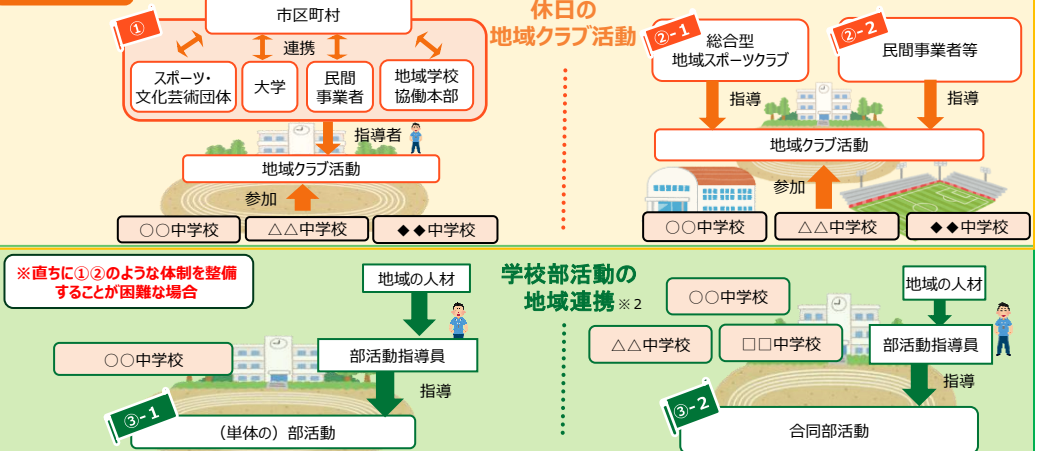 休日の
地域クラブ活動
①
市区町村
連携
スポーツ・
文化芸術団体
大学
民間
事業者
地域学校
協働本部
指導者
地域クラブ活動
参加
○○中学校
△△中学校
◆◆中学校
②-1
総合型
地域スポーツクラブ
②-2
民間事業者等
指導
指導
地域クラブ活動
参加
○○中学校
△△中学校
◆◆中学校
※直ちに①②のような体制を整備
することが困難な場合
学校部活動の
地域連携※2
地域の人材
○○中学校
部活動指導員
指導
③-1
（単体の）部活動
○○中学校
△△中学校
□□中学校
地域の人材
部活動指導員
指導
③-2
合同部活動